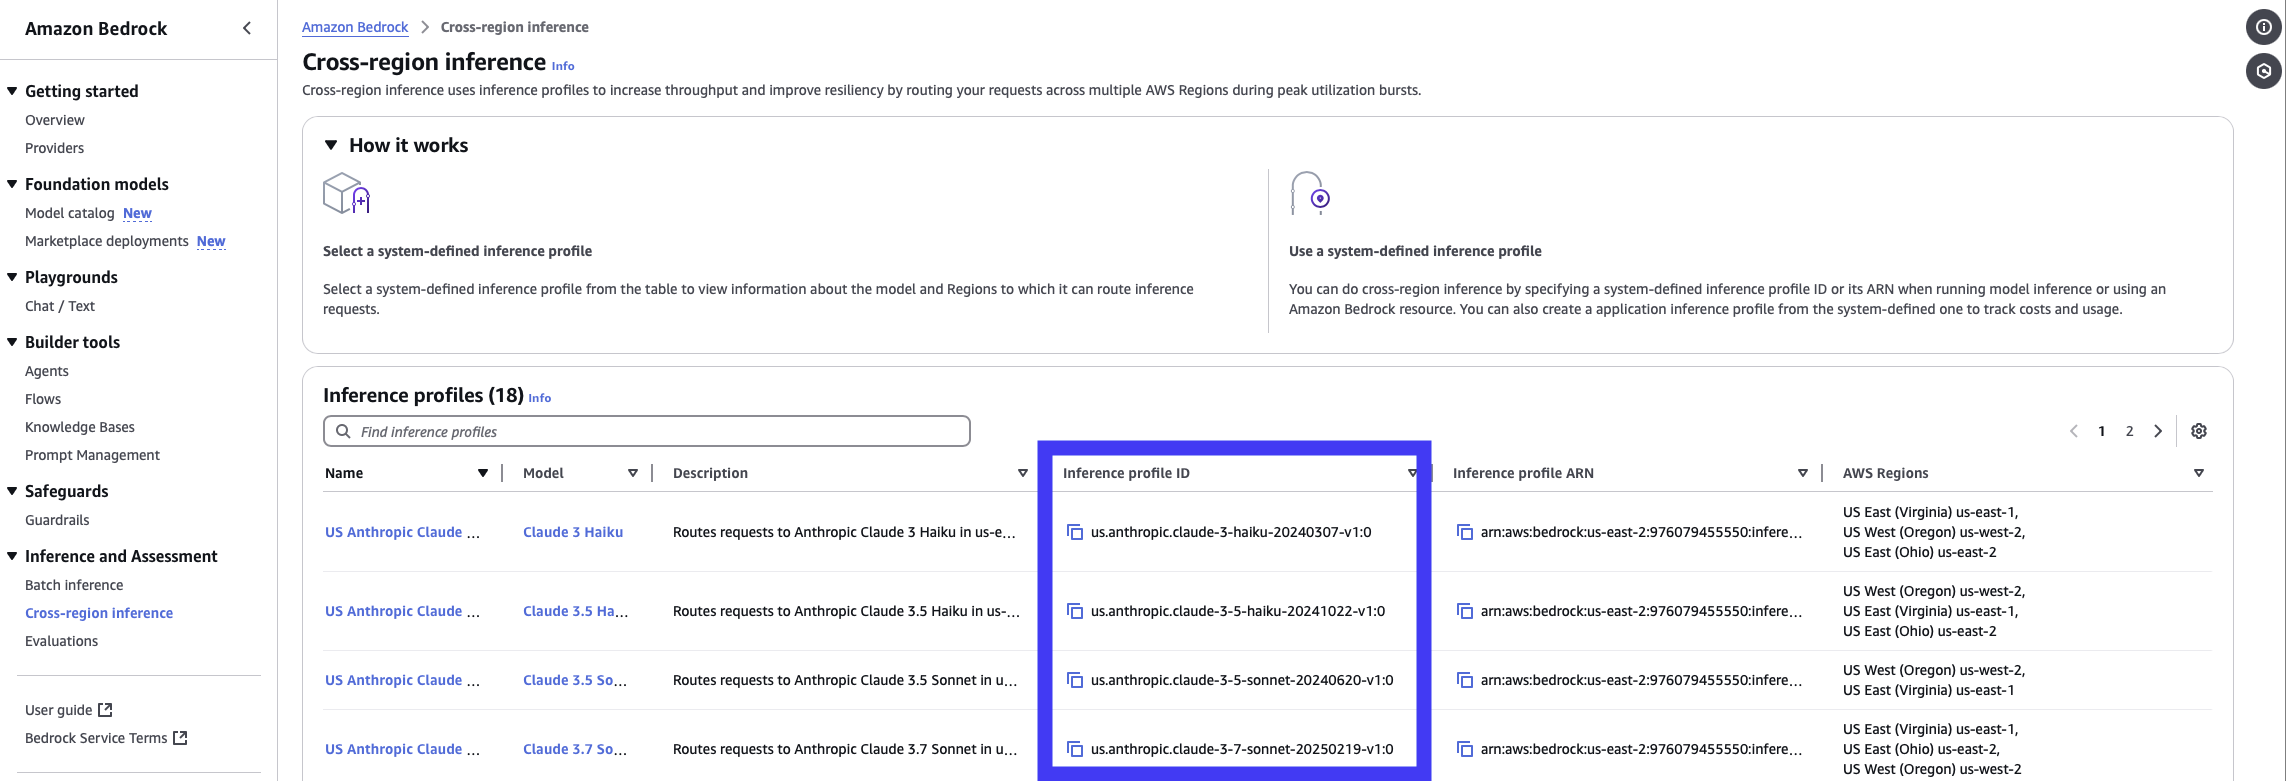 Amazon Bedrock
Getting started
Overview
Providers
Foundation models
Model catalog New
Marketplace deployments New
Playgrounds
Chat / Text
Builder tools
Agents
Flows
Knowledge Bases
Prompt Management
Safeguards
Guardrails
Inference and Assessment
Batch inference
Cross-region inference
Evaluations
User guide
Bedrock Service Terms
Amazon Bedrock > Cross-region inference
Cross-region inference Info
Cross-region inference uses inference profiles to increase throughput and improve resiliency by routing your requests across multiple AWS Regions during peak utilization bursts.
How it works
Select a system-defined inference profile
Select a system-defined inference profile from the table to view information about the model and Regions to which it can route inference
requests.
Use a system-defined inference profile
You can do cross-region inference by specifying a system-defined inference profile ID or its ARN when running model inference or using an
Amazon Bedrock resource. You can also create a application inference profile from the system-defined one to track costs and usage.
Inference profiles (18) Info
Find inference profiles
1 2
Name Model Description Inference profile ID Inference profile ARN AWS Regions
US Anthropic Claude ... Claude 3 Haiku Routes requests to Anthropic Claude 3 Haiku in us-e... us.anthropic.claude-3-haiku-20240307-v1:0 arn:aws:bedrock:us-east-2:976079455550:infere...
US East (Virginia) us-east-1,
US West (Oregon) us-west-2,
US East (Ohio) us-east-2
US Anthropic Claude ... Claude 3.5 Ha... Routes requests to Anthropic Claude 3.5 Haiku in us-... us.anthropic.claude-3-5-haiku-20241022-v1:0 arn:aws:bedrock:us-east-2:976079455550:infere...
US West (Oregon) us-west-2,
US East (Virginia) us-east-1,
US East (Ohio) us-east-2
US Anthropic Claude ... Claude 3.5 So... Routes requests to Anthropic Claude 3.5 Sonnet in u... us.anthropic.claude-3-5-sonnet-20240620-v1:0 arn:aws:bedrock:us-east-2:976079455550:infere...
US West (Oregon) us-west-2,
US East (Virginia) us-east-1
US Anthropic Claude ... Claude 3.7 So... Routes requests to Anthropic Claude 3.7 Sonnet in u... us.anthropic.claude-3-7-sonnet-20250219-v1:0 arn:aws:bedrock:us-east-2:976079455550:infere...
US East (Virginia) us-east-1,
US East (Ohio) us-east-2,
US West (Oregon) us-west-2